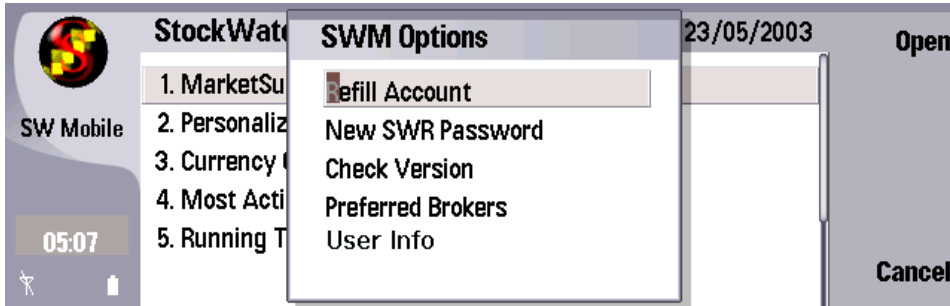 StockWat
SWM Options
23/05/2003
Open
1. MarketSu
Refill Account
SW Mobile
2. Personaliz
New SWR Password
3. Currency
Check Version
4. Most Acti
Preferred Brokers
05:07
5. Running T
User Info
Cancel